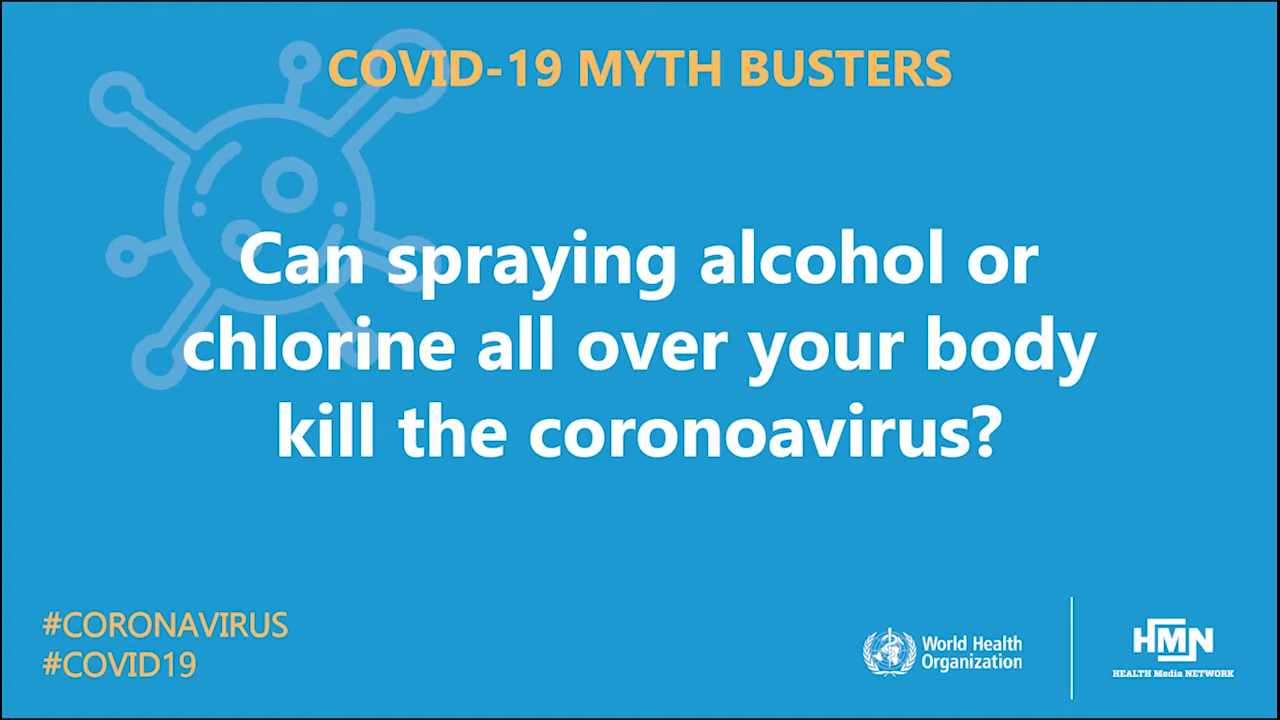 COVID-19 MYTH BUSTERS
Can spraying alcohol or
chlorine all over your body
kill the coronoavirus?
#CORONAVIRUS
#COVID19
World Health
Organization
HMN
HEALTH Media NETWORK